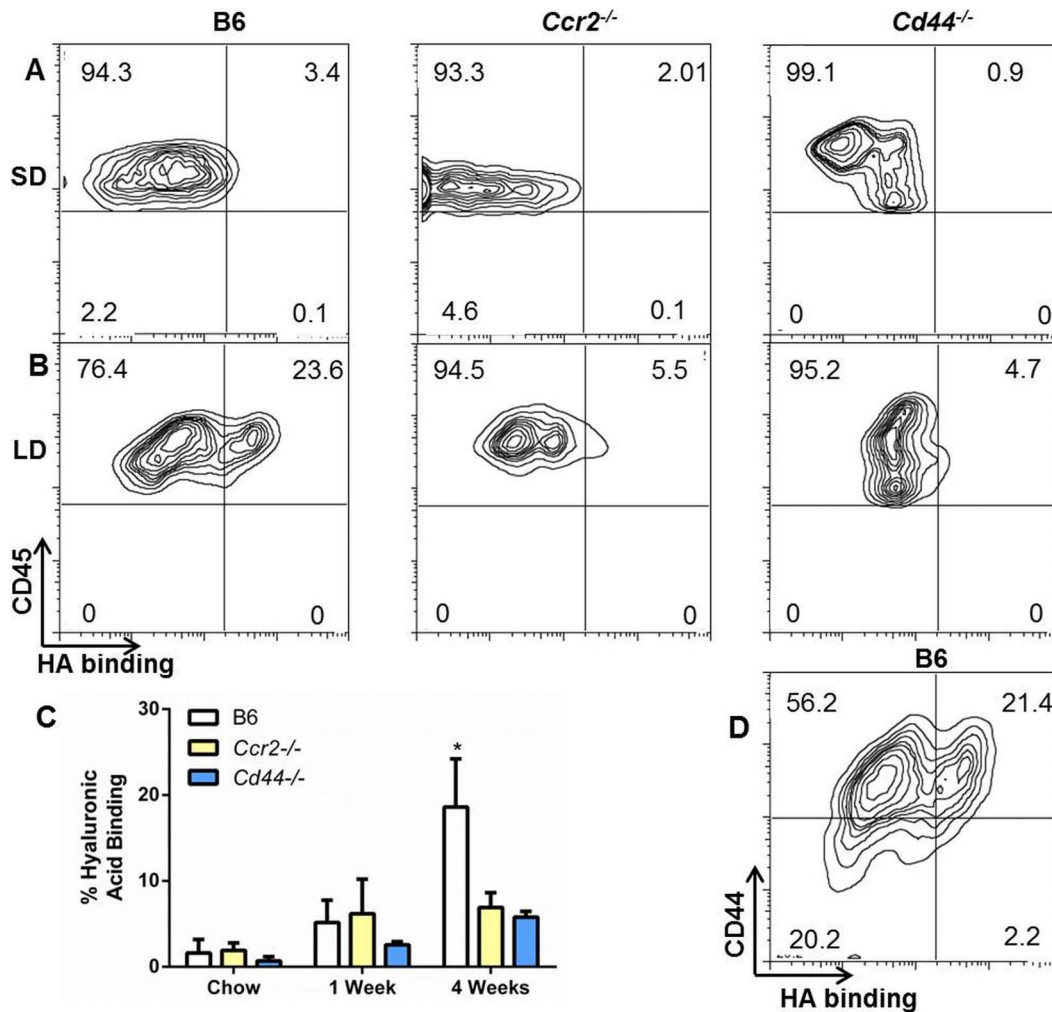 B6 Ccr2-/- Cd44-/-
A
94.3 3.4 93.3 2.01 99.1 0.9
SD
2.2 0.1 4.6 0.1 0 0
B
76.4 23.6 94.5 5.5 95.2 4.7
LD
CD45
0 0 0 0 0 0
HA binding
B6
C
30
B6
Ccr2-/-
Cd44-/-
*
20
10
0
% Hyaluronic
Acid Binding
Chow 1 Week 4 Weeks
D
56.2 21.4
CD44
20.2 2.2
HA binding